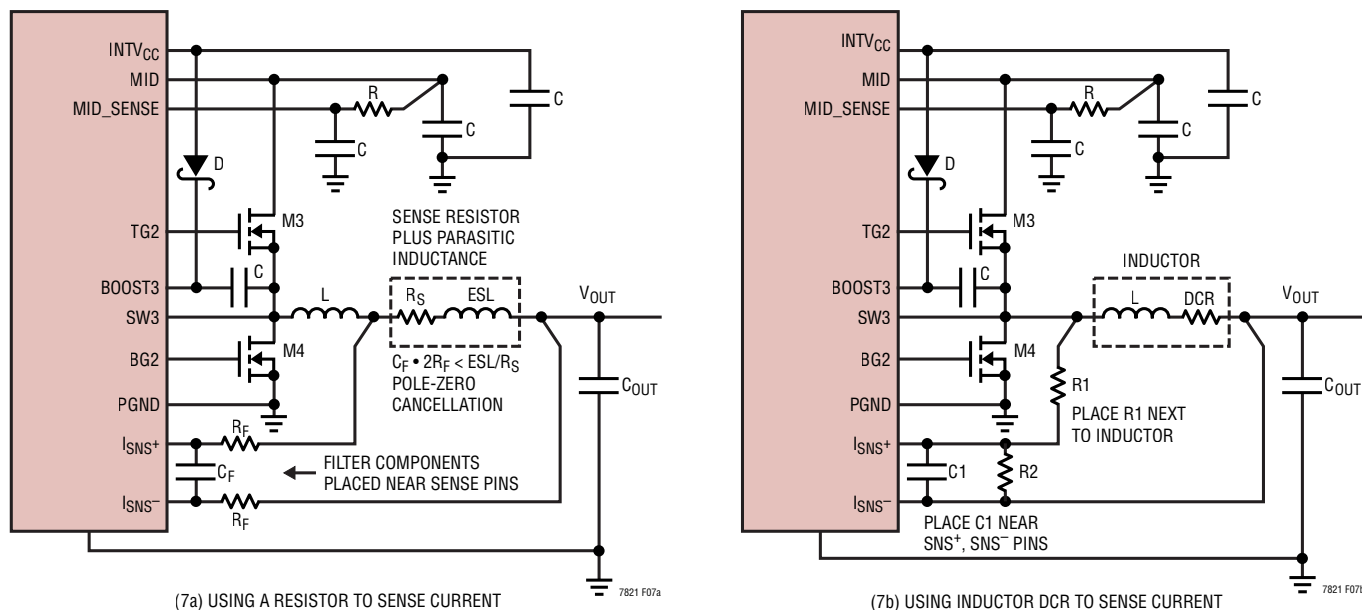 INTVCC
MID
MID_SENSE
R
C
C
C
D
TG2
M3
SENSE RESISTOR
PLUS PARASITIC
INDUCTANCE
BOOST3
C
L
RS
ESL
VOUT
SW3
BG2
M4
CF • 2RF < ESL/RS
POLE-ZERO
CANCELLATION
COUT
PGND
ISNS+
RF
CF
FILTER COMPONENTS
PLACED NEAR SENSE PINS
ISNS–
RF
7821 F07a
(7a) USING A RESISTOR TO SENSE CURRENT
INTVCC
MID
MID_SENSE
R
C
C
C
D
TG2
M3
INDUCTOR
BOOST3
C
L
DCR
VOUT
SW3
BG2
M4
R1
COUT
PGND
PLACE R1 NEXT
TO INDUCTOR
ISNS+
C1
R2
ISNS–
PLACE C1 NEAR
SNS+, SNS– PINS
7821 F07b
(7b) USING INDUCTOR DCR TO SENSE CURRENT